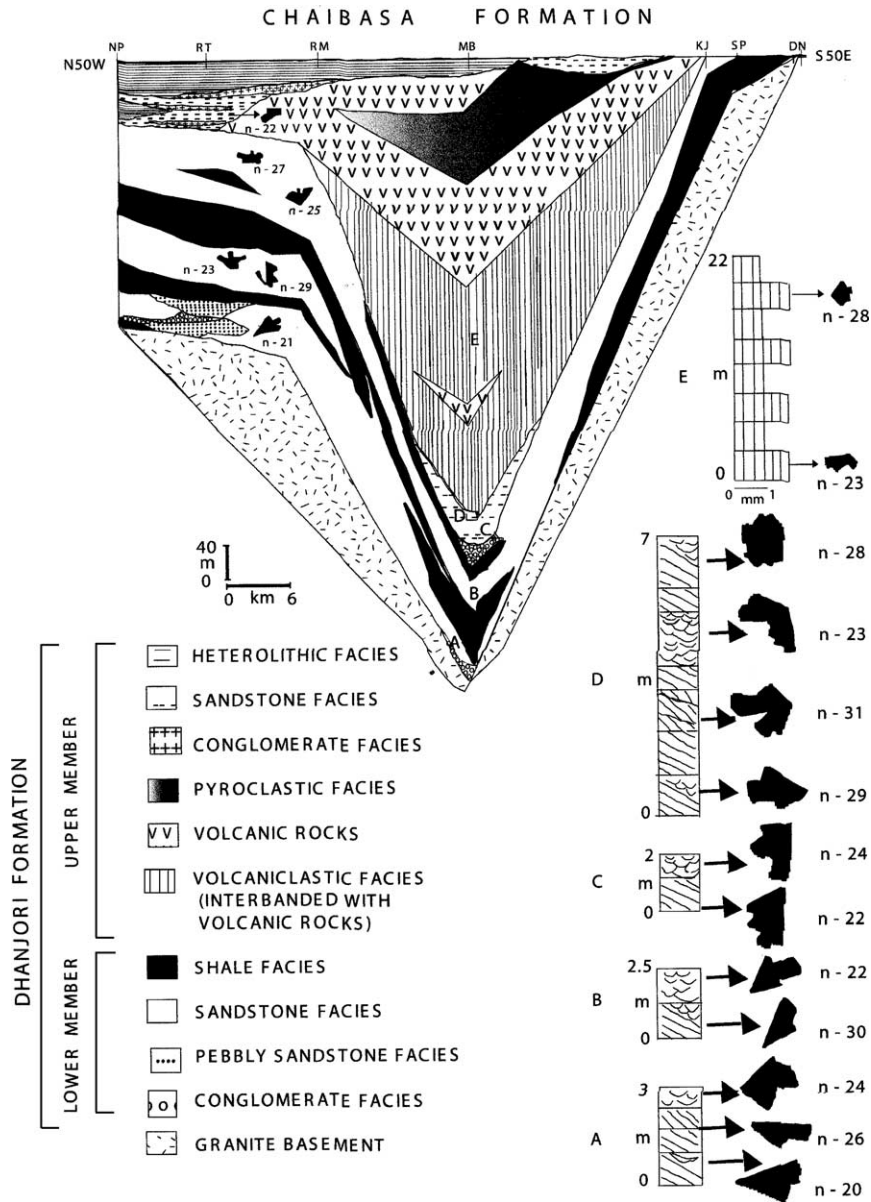 CHAIBASA FORMATION
NP RT RM MB KJ SP DN
N50W S50E
n - 22
n - 27
n - 25
n - 23
n - 29
n - 21
E
D
C
B
A
40
m
0
0 km 6
22
E m
0
0 mm 1
n - 28
n - 23
7
D m
0
n - 28
n - 23
n - 31
n - 29
2
C m
0
n - 24
n - 22
2.5
B m
0
n - 22
n - 30
3
A m
0
n - 24
n - 26
n - 20
DHANJORI FORMATION
UPPER MEMBER
HETEROLITHIC FACIES
SANDSTONE FACIES
CONGLOMERATE FACIES
PYROCLASTIC FACIES
VOLCANIC ROCKS
VOLCANICLASTIC FACIES
(INTERBANDED WITH
VOLCANIC ROCKS)
LOWER MEMBER
SHALE FACIES
SANDSTONE FACIES
PEBBLY SANDSTONE FACIES
CONGLOMERATE FACIES
GRANITE BASEMENT